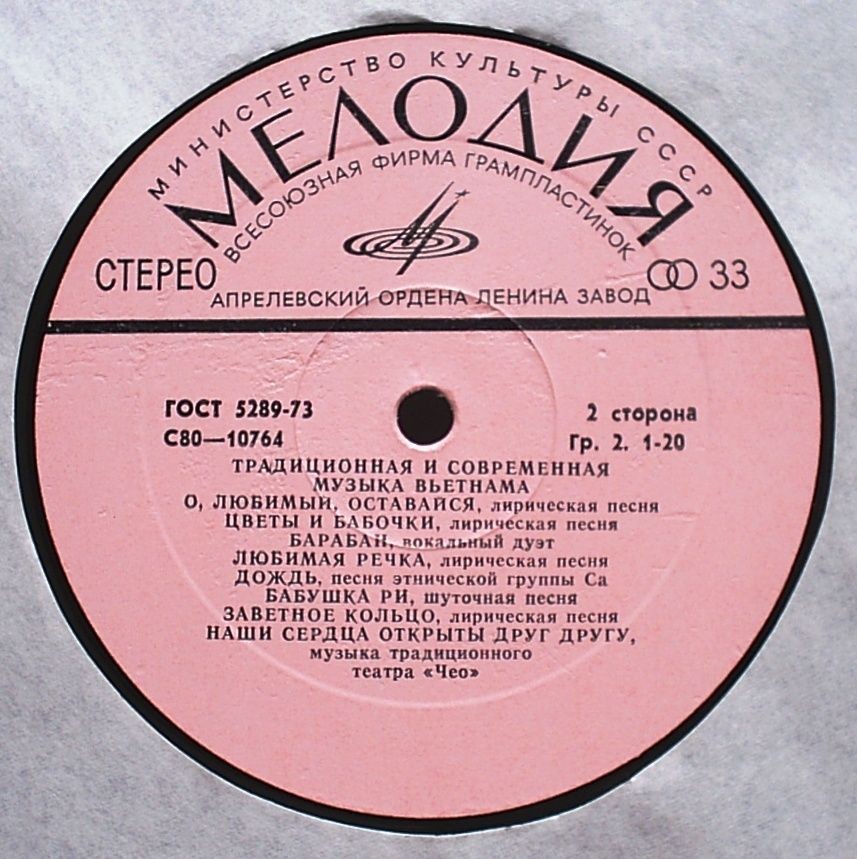 МИНИСТЕРСТВО КУЛЬТУРЫ СССР
МЕЛОДИЯ
ВСЕСОЮЗНАЯ ФИРМА ГРАМПЛАСТИНОК
СТЕРЕО
33
АПРЕЛЕВСКИЙ ОРДЕНА ЛЕНИНА ЗАВОД
ГОСТ 5289-73
2 сторона
С80—10764
Гр. 2. 1-20
ТРАДИЦИОННАЯ И СОВРЕМЕННАЯ
МУЗЫКА ВЬЕТНАМА
О, ЛЮБИМЫЙ, ОСТАВАЙСЯ, лирическая песня
ЦВЕТЫ И БАБОЧКИ, лирическая песня
БАРАБАН, вокальный дуэт
ЛЮБИМАЯ РЕЧКА, лирическая песня
ДОЖДЬ, песня этнической группы Са
БАБУШКА РИ, шуточная песня
ЗАВЕТНОЕ КОЛЬЦО, лирическая песня
НАШИ СЕРДЦА ОТКРЫТЫ ДРУГ ДРУГУ,
музыка традиционного
театра «Чео»